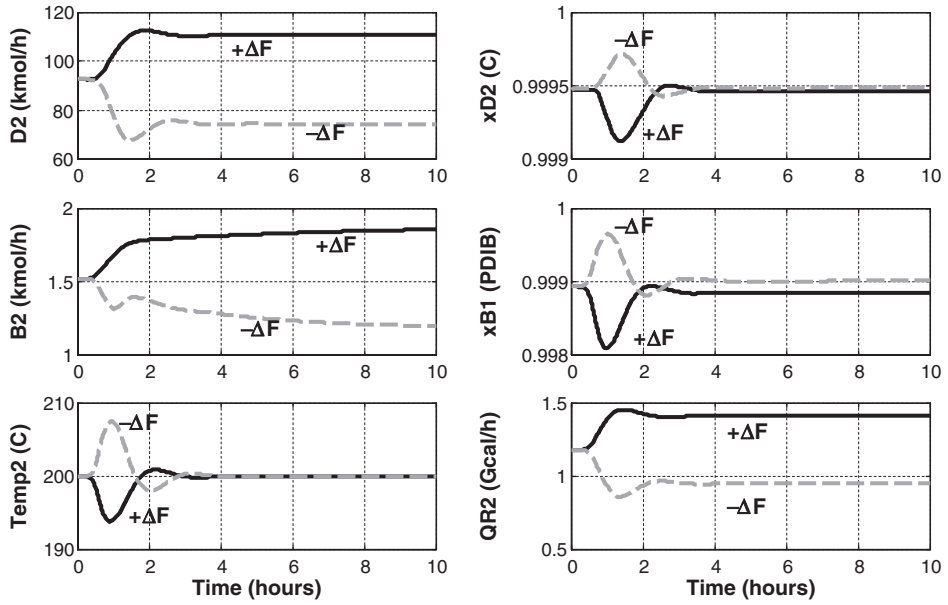 D2 (kmol/h)
120
100
80
60
0 2 4 6 8 10
+ΔF
−ΔF
xD2 (C)
1
0.9995
0.999
0 2 4 6 8 10
−ΔF
+ΔF
B2 (kmol/h)
2
1.5
1
0 2 4 6 8 10
+ΔF
−ΔF
xB1 (PDIB)
1
0.999
0.998
0 2 4 6 8 10
−ΔF
+ΔF
Temp2 (C)
210
200
190
0 2 4 6 8 10
−ΔF
+ΔF
Time (hours)
QR2 (Gcal/h)
1.5
1
0.5
0 2 4 6 8 10
+ΔF
−ΔF
Time (hours)